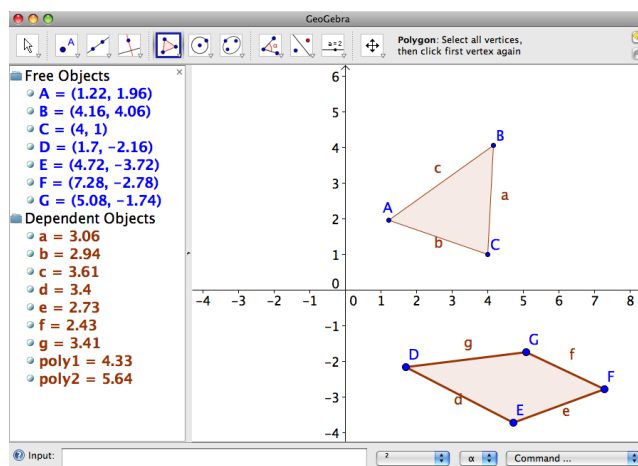 GeoGebra
A
α
a=2
Polygon: Select all vertices,
then click first vertex again
Free Objects
A = (1.22, 1.96)
B = (4.16, 4.06)
C = (4, 1)
D = (1.7, -2.16)
E = (4.72, -3.72)
F = (7.28, -2.78)
G = (5.08, -1.74)
Dependent Objects
a = 3.06
b = 2.94
c = 3.61
d = 3.4
e = 2.73
f = 2.43
g = 3.41
poly1 = 4.33
poly2 = 5.64
6
5
4
3
2
1
0
-4 -3 -2 -1 0 1 2 3 4 5 6 7 8
-1
-2
-3
-4
B
c
A
a
b
C
G
g
D
f
F
d
E
e
Input:
²
α
Command ...